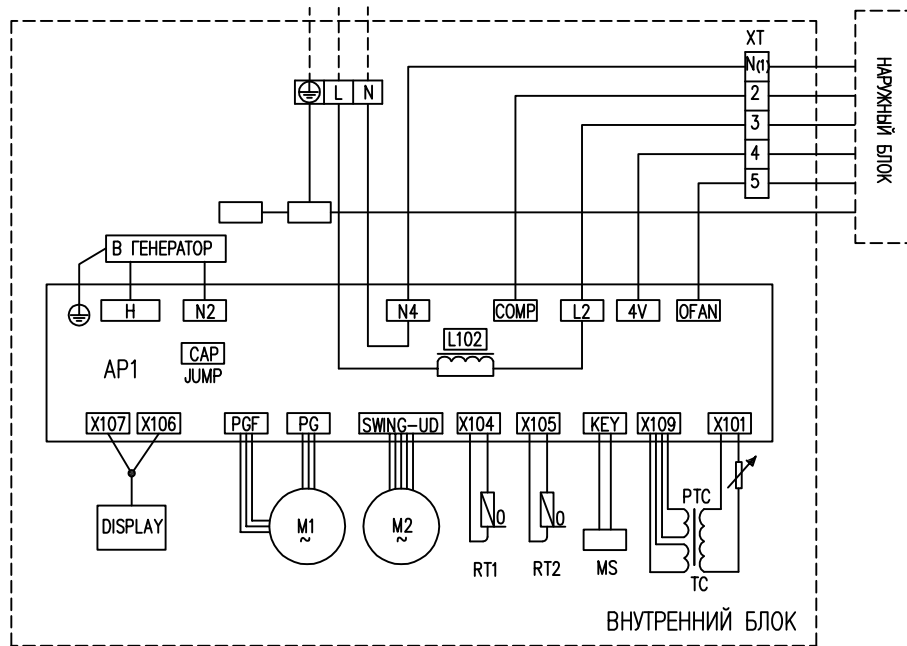 XT
N(1)
2
3
4
5
НАРУЖНЫЙ БЛОК
L N
В ГЕНЕРАТОР
H N2 N4 COMP L2 4V OFAN
L102
CAP
JUMP
AP1
X107 X106 PGF PG SWING-UD X104 X105 KEY X109 X101
DISPLAY
M1
~
M2
~
0
0
RT1 RT2 MS
PTC
TC
ВНУТРЕННИЙ БЛОК